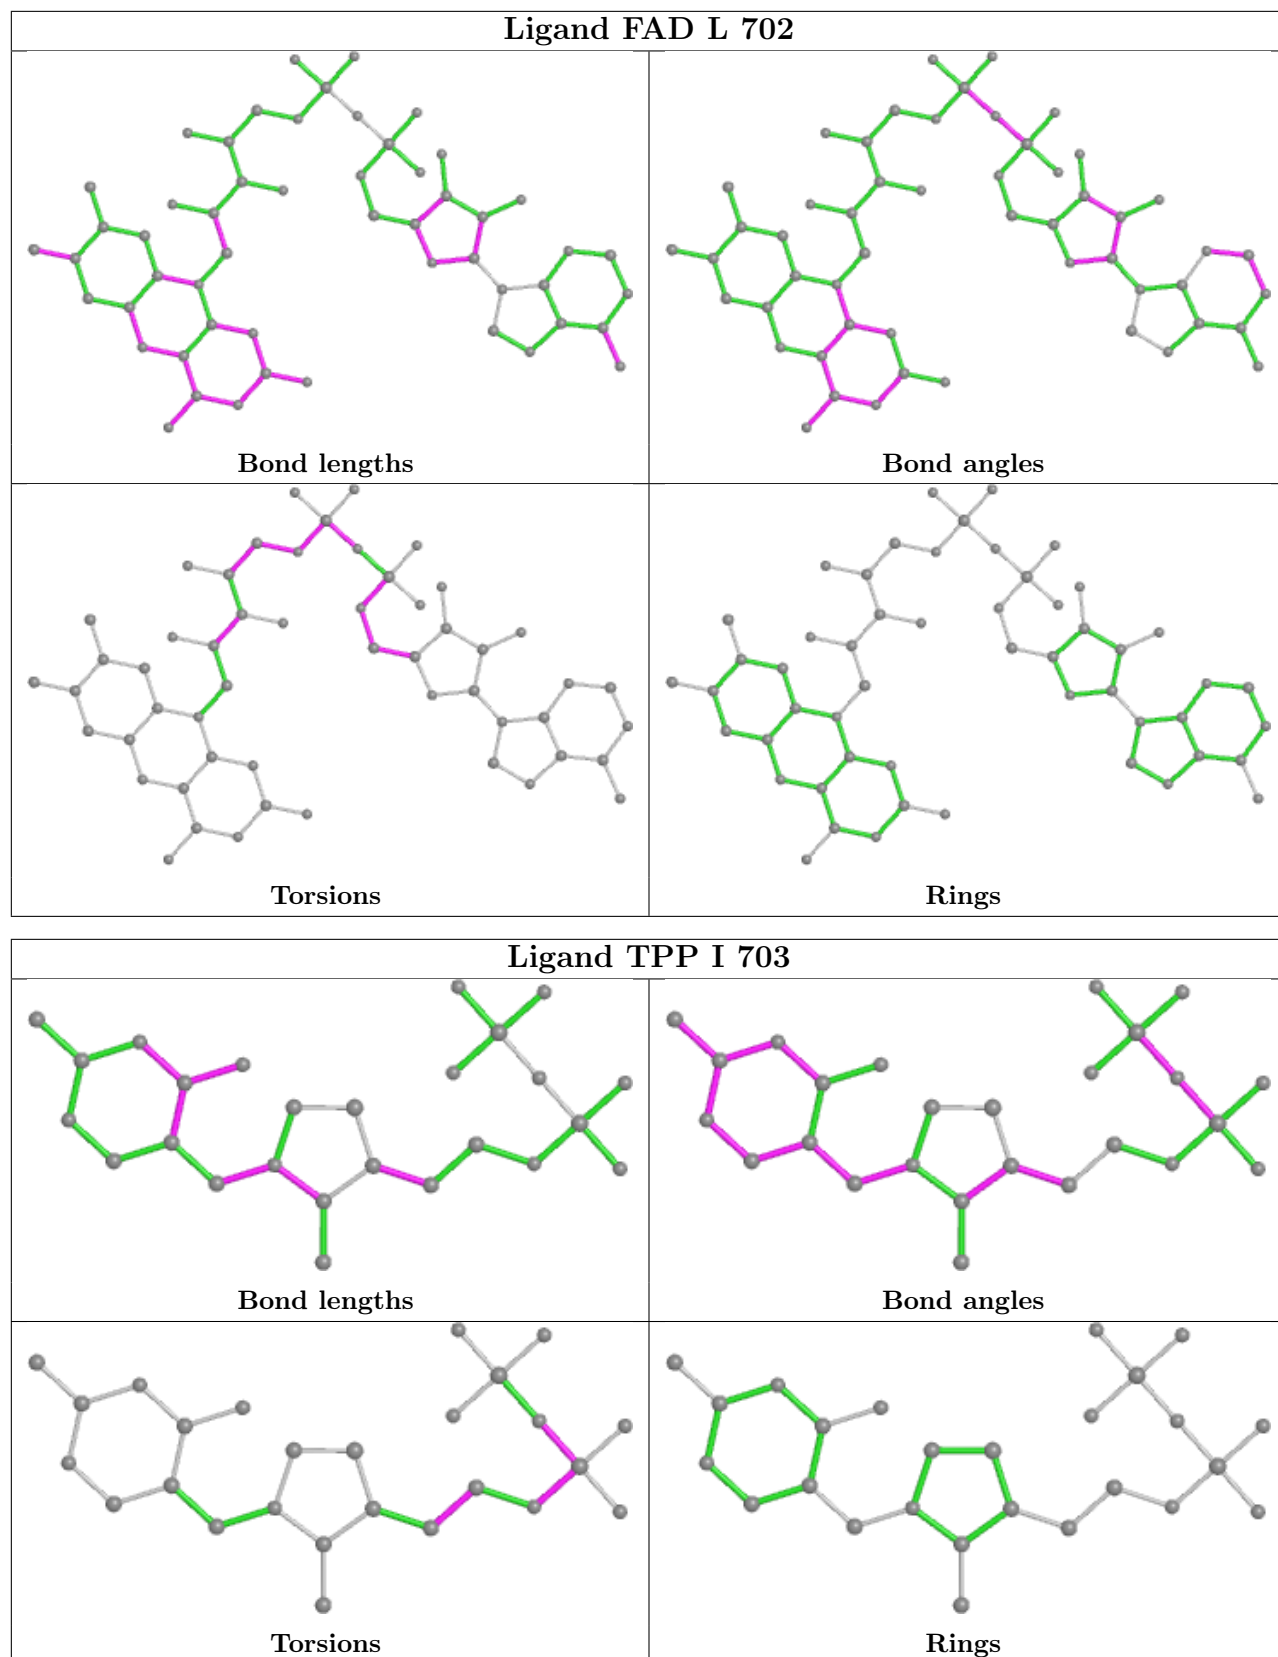 Ligand FAD L 702
Bond lengths
Bond angles
Torsions
Rings
Ligand TPP I 703
Bond lengths
Bond angles
Torsions
Rings